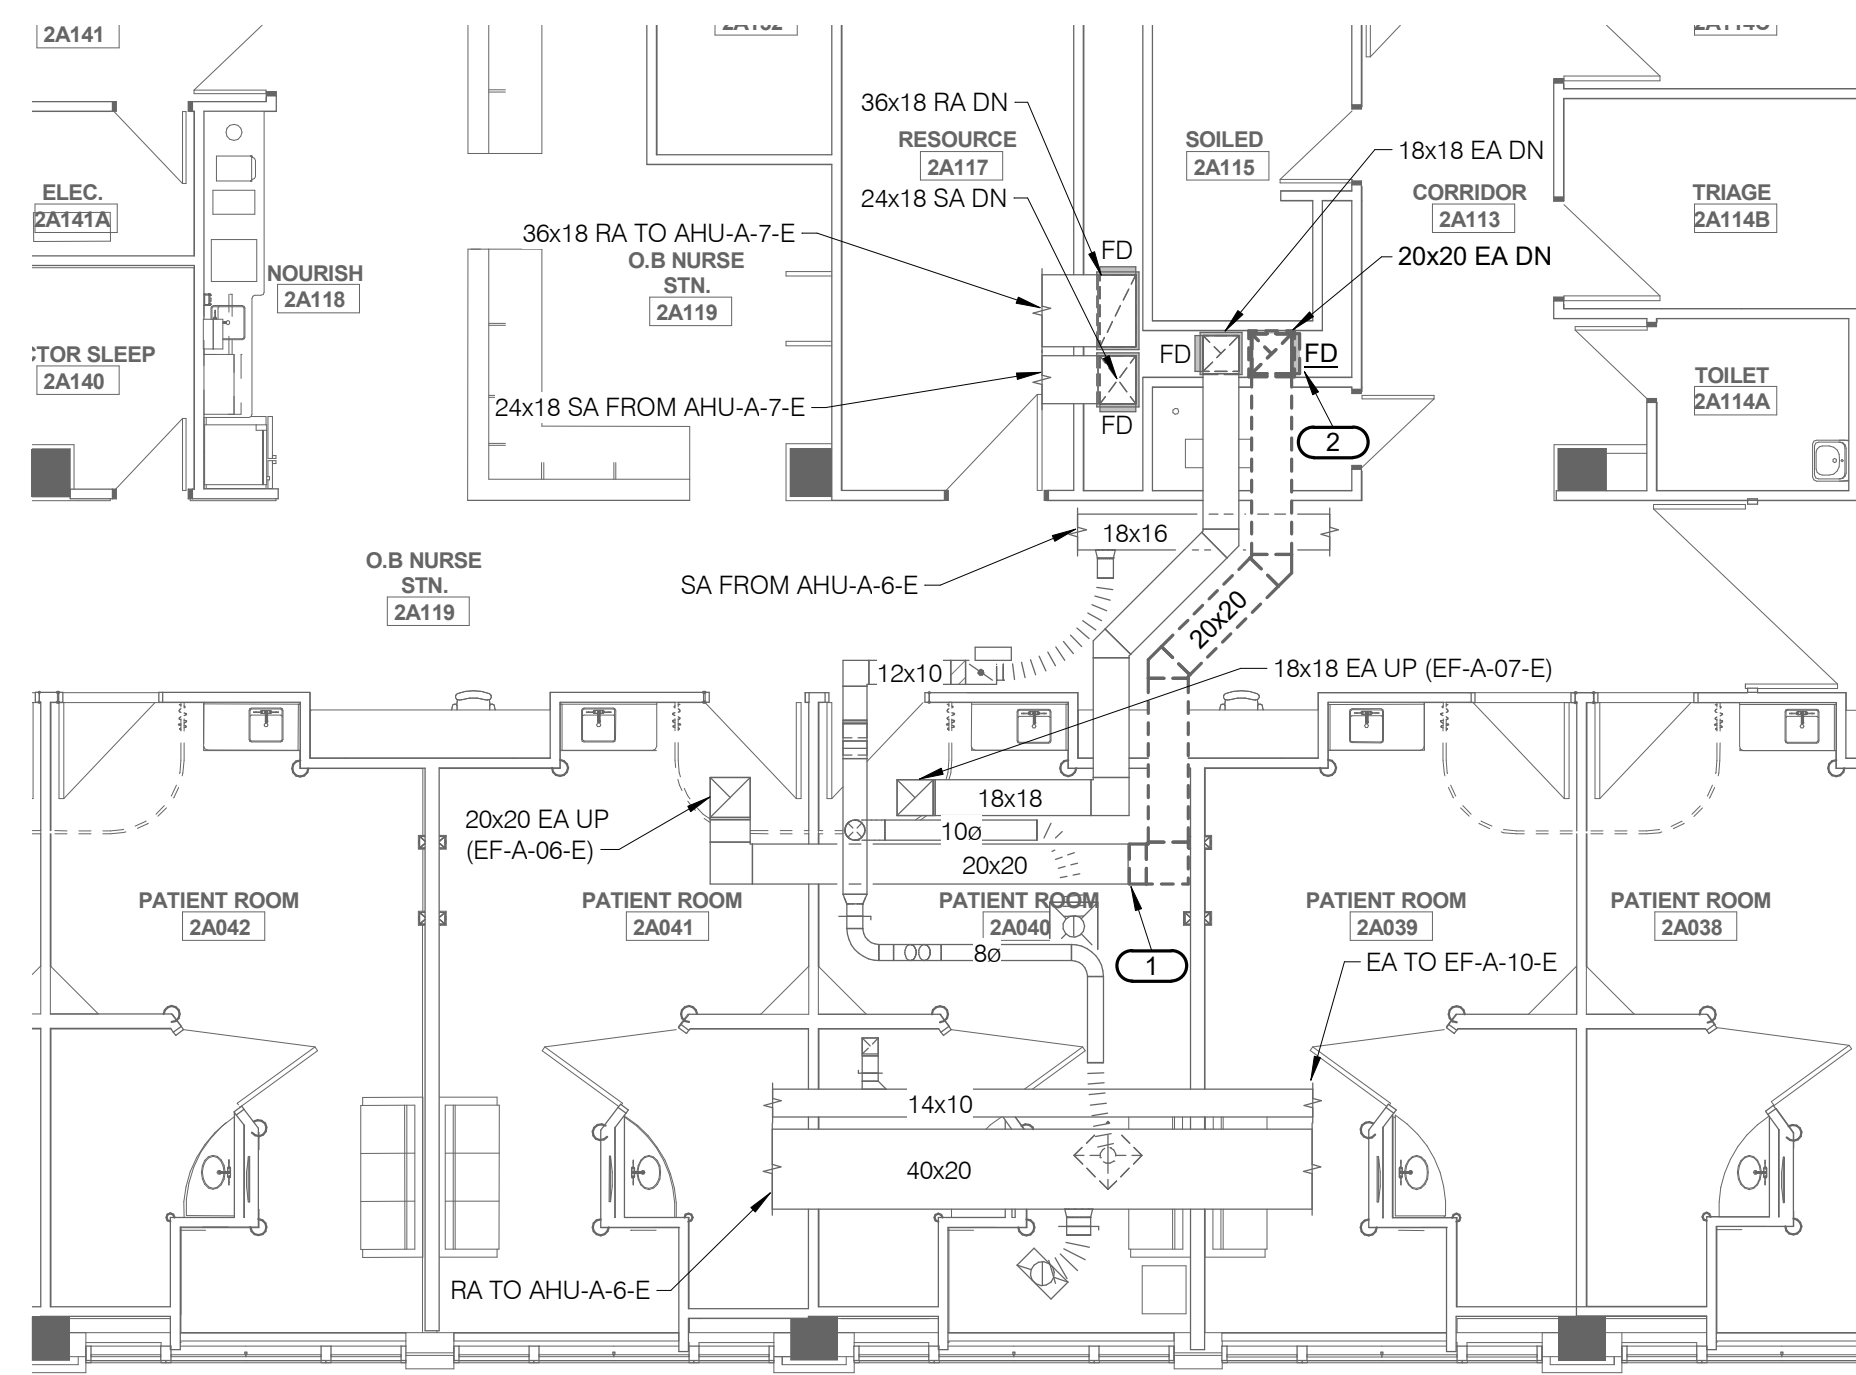 2A141
36x18 RA DN
RESOURCE
2A117
SOILED
2A115
18x18 EA DN
ELEC.
2A141A
24x18 SA DN
CORRIDOR
2A113
TRIAGE
2A114B
36x18 RA TO AHU-A-7-E
FD
20x20 EA DN
O.B NURSE
STN.
2A119
NOURISH
2A118
CTOR SLEEP
2A140
FD
FD
TOILET
2A114A
24x18 SA FROM AHU-A-7-E
FD
2
18x16
O.B NURSE
STN.
2A119
SA FROM AHU-A-6-E
20x20
12x10
18x18 EA UP (EF-A-07-E)
18x18
20x20 EA UP
(EF-A-06-E)
10ø
20x20
PATIENT ROOM
2A042
PATIENT ROOM
2A041
PATIENT ROOM
2A040
PATIENT ROOM
2A039
PATIENT ROOM
2A038
8ø
1
EA TO EF-A-10-E
14x10
40x20
RA TO AHU-A-6-E